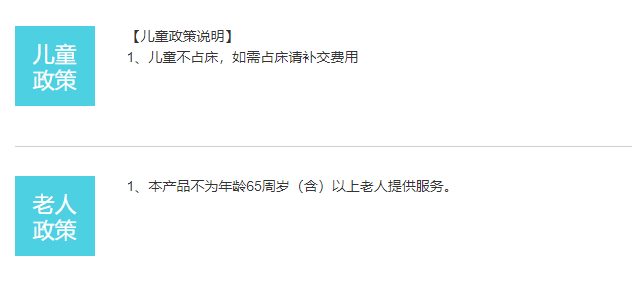 儿童
政策
【儿童政策说明】
1、儿童不占床，如需占床请补交费用
老人
政策
1、本产品不为年龄65周岁（含）以上老人提供服务。